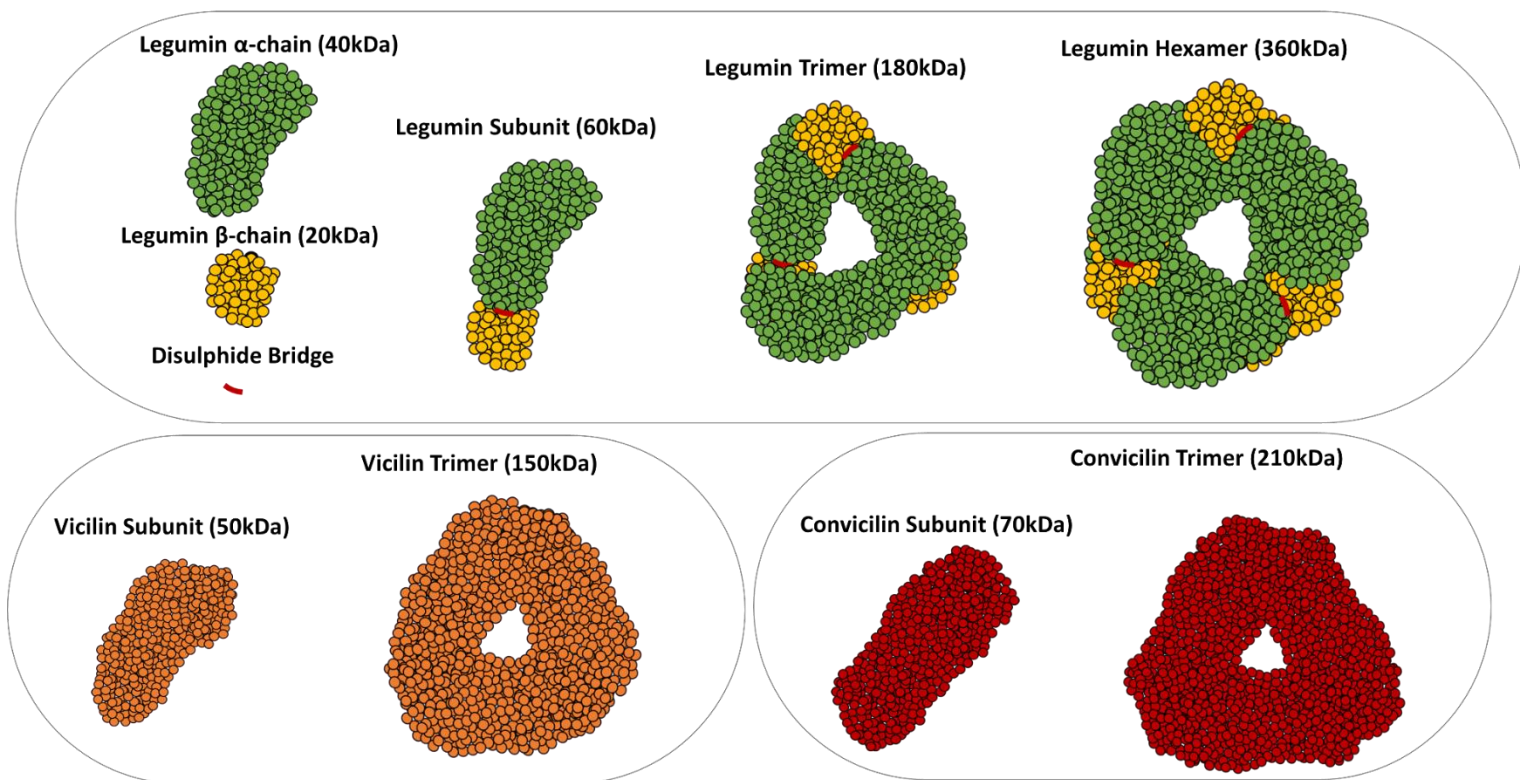 Legumin α-chain (40kDa)
Legumin β-chain (20kDa)
Disulphide Bridge
Legumin Subunit (60kDa)
Legumin Trimer (180kDa)
Legumin Hexamer (360kDa)
Vicilin Subunit (50kDa)
Vicilin Trimer (150kDa)
Convicilin Subunit (70kDa)
Convicilin Trimer (210kDa)